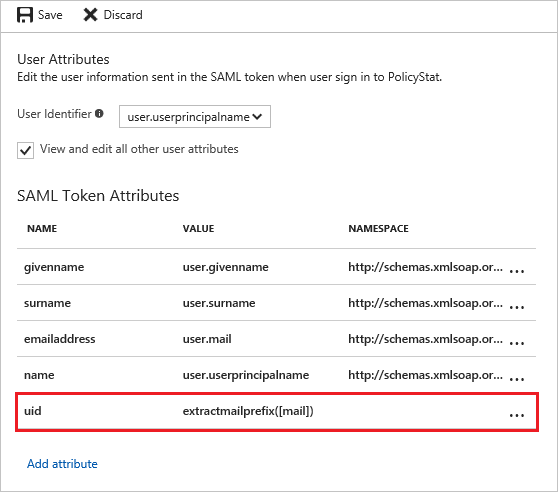 Save Discard
User Attributes
Edit the user information sent in the SAML token when user sign in to PolicyStat.
User Identifier user.userprincipalname
View and edit all other user attributes
SAML Token Attributes
NAME VALUE NAMESPACE
givenname user.givenname http://schemas.xmlsoap.or... ...
surname user.surname http://schemas.xmlsoap.or... ...
emailaddress user.mail http://schemas.xmlsoap.or... ...
name user.userprincipalname http://schemas.xmlsoap.or... ...
uid extractmailprefix([mail]) ...
Add attribute